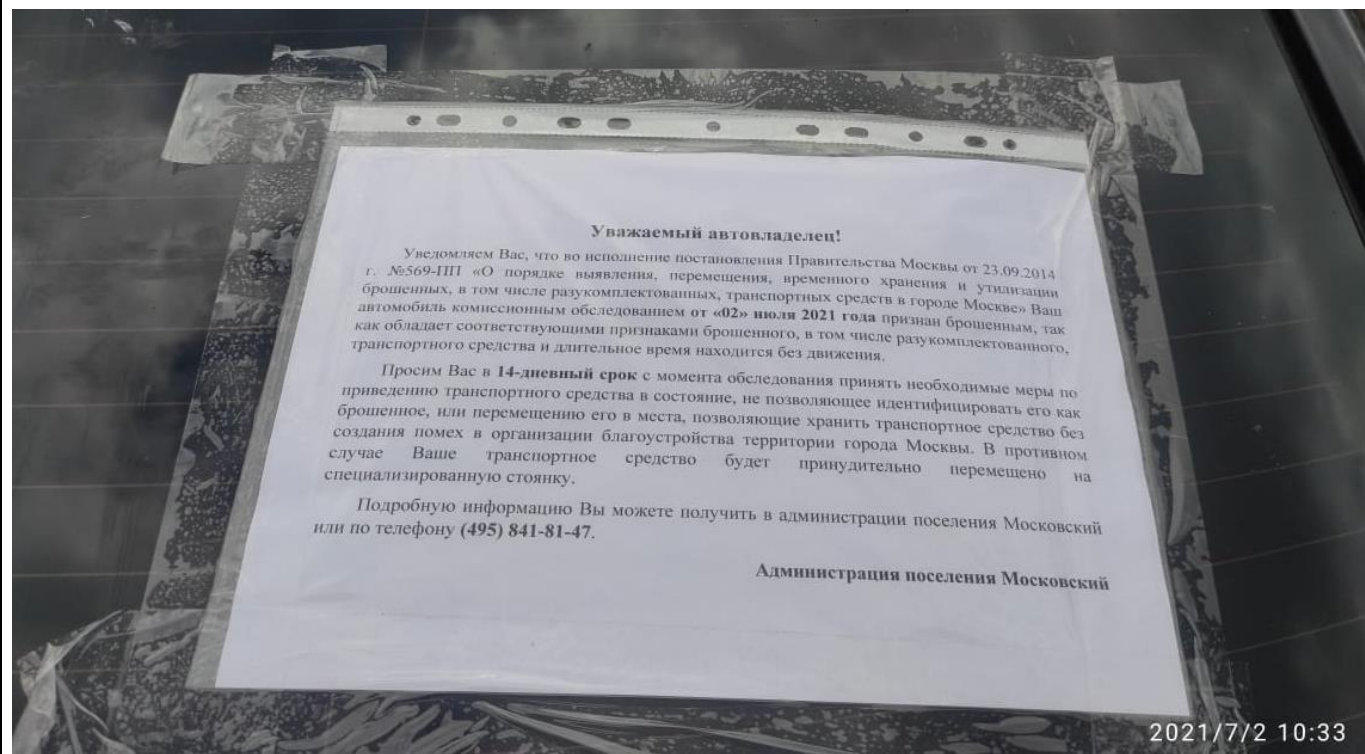 Уважаемый автовладелец!
Уведомляем Вас, что во исполнение постановления Правительства Москвы от 23.09.2014
г. №569-ПП «О порядке выявления, перемещения, временного хранения и утилизации
брошенных, в том числе разукомплектованных, транспортных средств в городе Москве» Ваш
автомобиль комиссионным обследованием от «02» июля 2021 года признан брошенным, так
как обладает соответствующими признаками брошенного, в том числе разукомплектованного,
транспортного средства и длительное время находится без движения.
Просим Вас в 14-дневный срок с момента обследования принять необходимые меры по
приведению транспортного средства в состояние, не позволяющее идентифицировать его как
брошенное, или перемещению его в места, позволяющие хранить транспортное средство без
создания помех в организации благоустройства территории города Москвы. В противном
случае Ваше транспортное средство будет принудительно перемещено на
специализированную стоянку.
Подробную информацию Вы можете получить в администрации поселения Московский
или по телефону (495) 841-81-47.
Администрация поселения Московский
2021/7/2 10:33